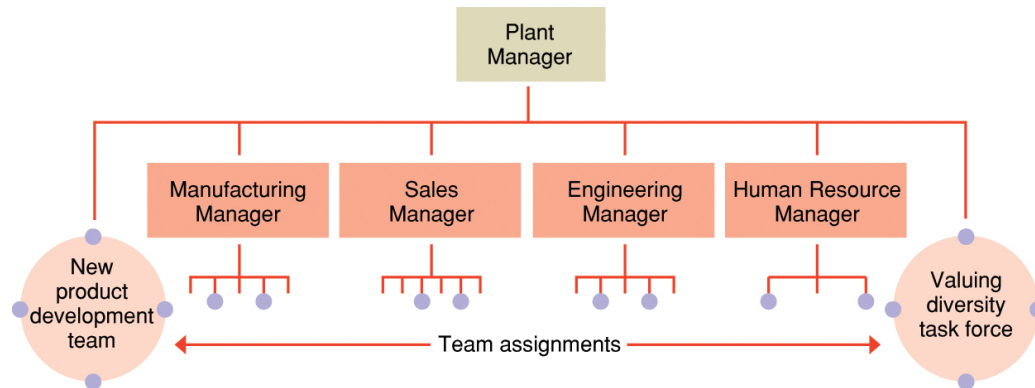 Plant
Manager
Manufacturing
Manager
Sales
Manager
Engineering
Manager
Human Resource
Manager
New
product
development
team
Valuing
diversity
task force
Team assignments